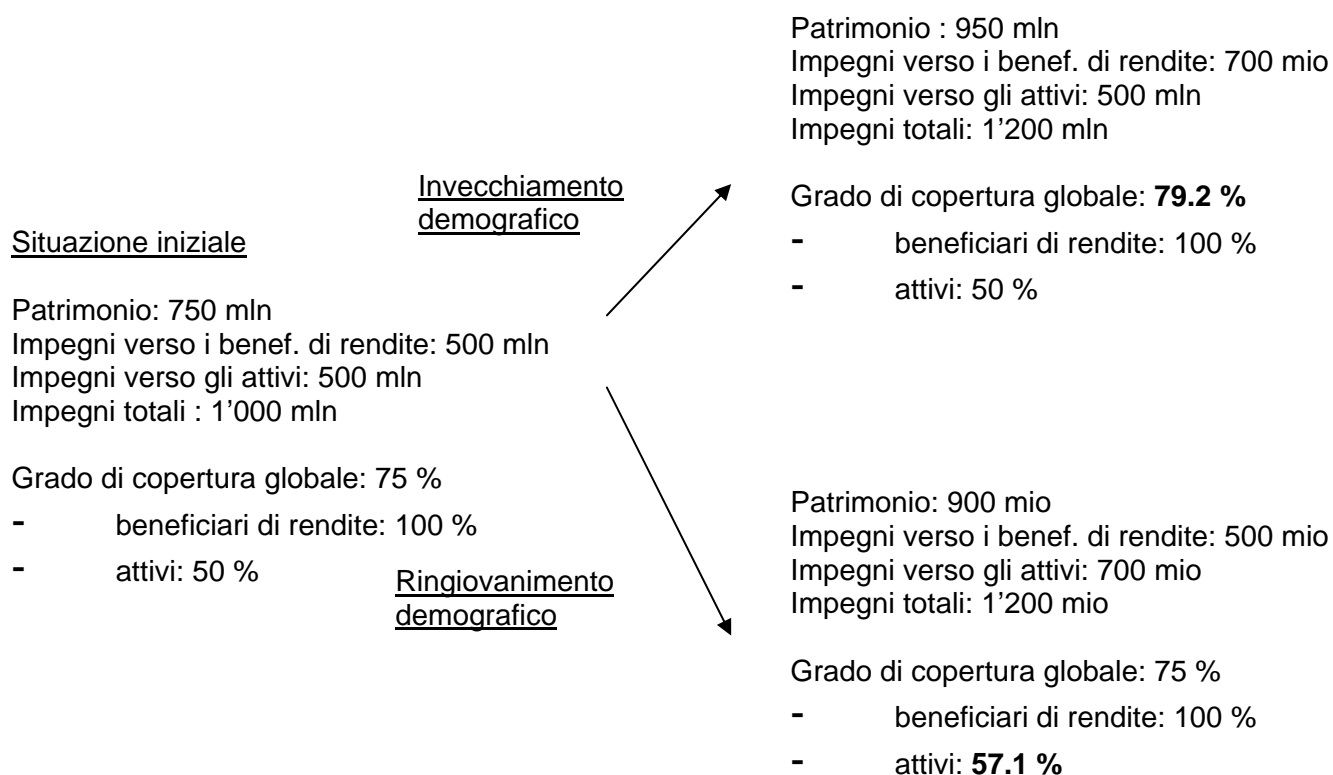 Situazione iniziale
Patrimonio: 750 mln
Impegni verso i benef. di rendite: 500 mln
Impegni verso gli attivi: 500 mln
Impegni totali : 1’000 mln
Grado di copertura globale: 75 %
- beneficiari di rendite: 100 %
- attivi: 50 %
Invecchiamento
demografico
Patrimonio : 950 mln
Impegni verso i benef. di rendite: 700 mio
Impegni verso gli attivi: 500 mln
Impegni totali: 1’200 mln
Grado di copertura globale: 79.2 %
- beneficiari di rendite: 100 %
- attivi: 50 %
Ringiovanimento
demografico
Patrimonio: 900 mio
Impegni verso i benef. di rendite: 500 mio
Impegni verso gli attivi: 700 mio
Impegni totali: 1’200 mio
Grado di copertura globale: 75 %
- beneficiari di rendite: 100 %
- attivi: 57.1 %